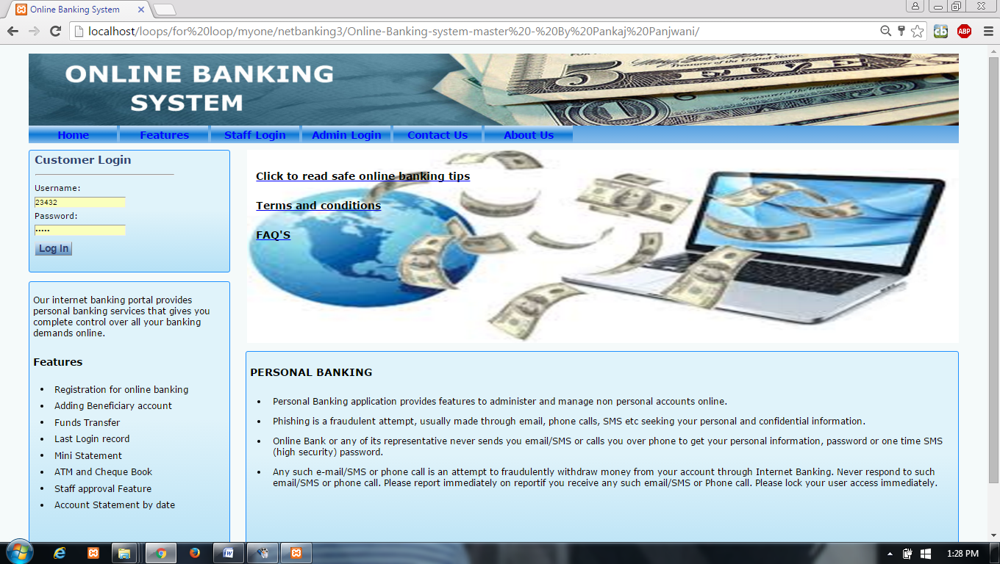 Online Banking System
localhost/loops/for%20loop/myone/netbanking3/Online-Banking-system-master%20-%20By%20Pankaj%20Panjwani/
cb
ABP
ONLINE BANKING
SYSTEM
Home
Features
Staff Login
Admin Login
Contact Us
About Us
Customer Login
Username:
23432
Password:
•••••
Log In
Click to read safe online banking tips
Terms and conditions
FAQ'S
Our internet banking portal provides
personal banking services that gives you
complete control over all your banking
demands online.
Features
• Registration for online banking
• Adding Beneficiary account
• Funds Transfer
• Last Login record
• Mini Statement
• ATM and Cheque Book
• Staff approval Feature
• Account Statement by date
PERSONAL BANKING
• Personal Banking application provides features to administer and manage non personal accounts online.
• Phishing is a fraudulent attempt, usually made through email, phone calls, SMS etc seeking your personal and confidential information.
• Online Bank or any of its representative never sends you email/SMS or calls you over phone to get your personal information, password or one time SMS
(high security) password.
• Any such e-mail/SMS or phone call is an attempt to fraudulently withdraw money from your account through Internet Banking. Never respond to such
email/SMS or phone call. Please report immediately on reportif you receive any such email/SMS or Phone call. Please lock your user access immediately.
1:28 PM